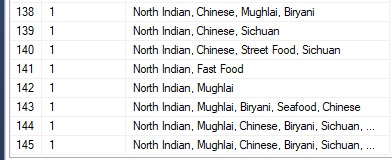 138 1 North Indian, Chinese, Mughlai, Biryani
139 1 North Indian, Chinese, Sichuan
140 1 North Indian, Chinese, Street Food, Sichuan
141 1 North Indian, Fast Food
142 1 North Indian, Mughlai
143 1 North Indian, Mughlai, Biryani, Seafood, Chinese
144 1 North Indian, Mughlai, Chinese, Biryani, Sichuan, ...
145 1 North Indian, Mughlai, Chinese, Biryani, Sichuan, ...